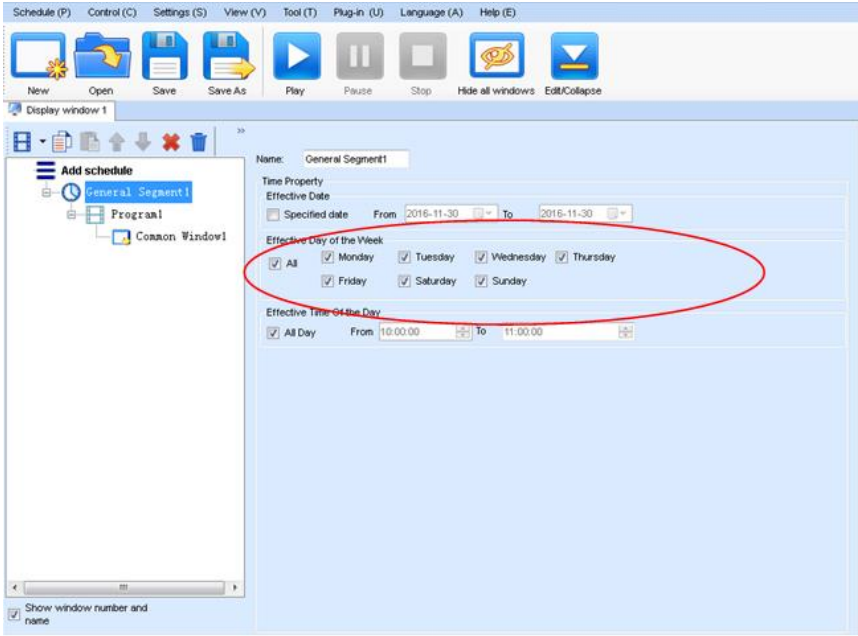 Schedule (P) Control (C) Settings (S) View (V) Tool (T) Plug-in (U) Language (A) Help (E)
New Open Save Save As Play Pause Stop Hide all windows Edit/Collapse
Display window 1
Add schedule
General Segment1
Program1
Common Window1
Show window number and
name
Name: General Segment1
Time Property
Effective Date
Specified date From 2016-11-30 To 2016-11-30
Effective Day of the Week
All Monday Tuesday Wednesday Thursday
Friday Saturday Sunday
Effective Time Of the Day
All Day From 10:00:00 To 11:00:00